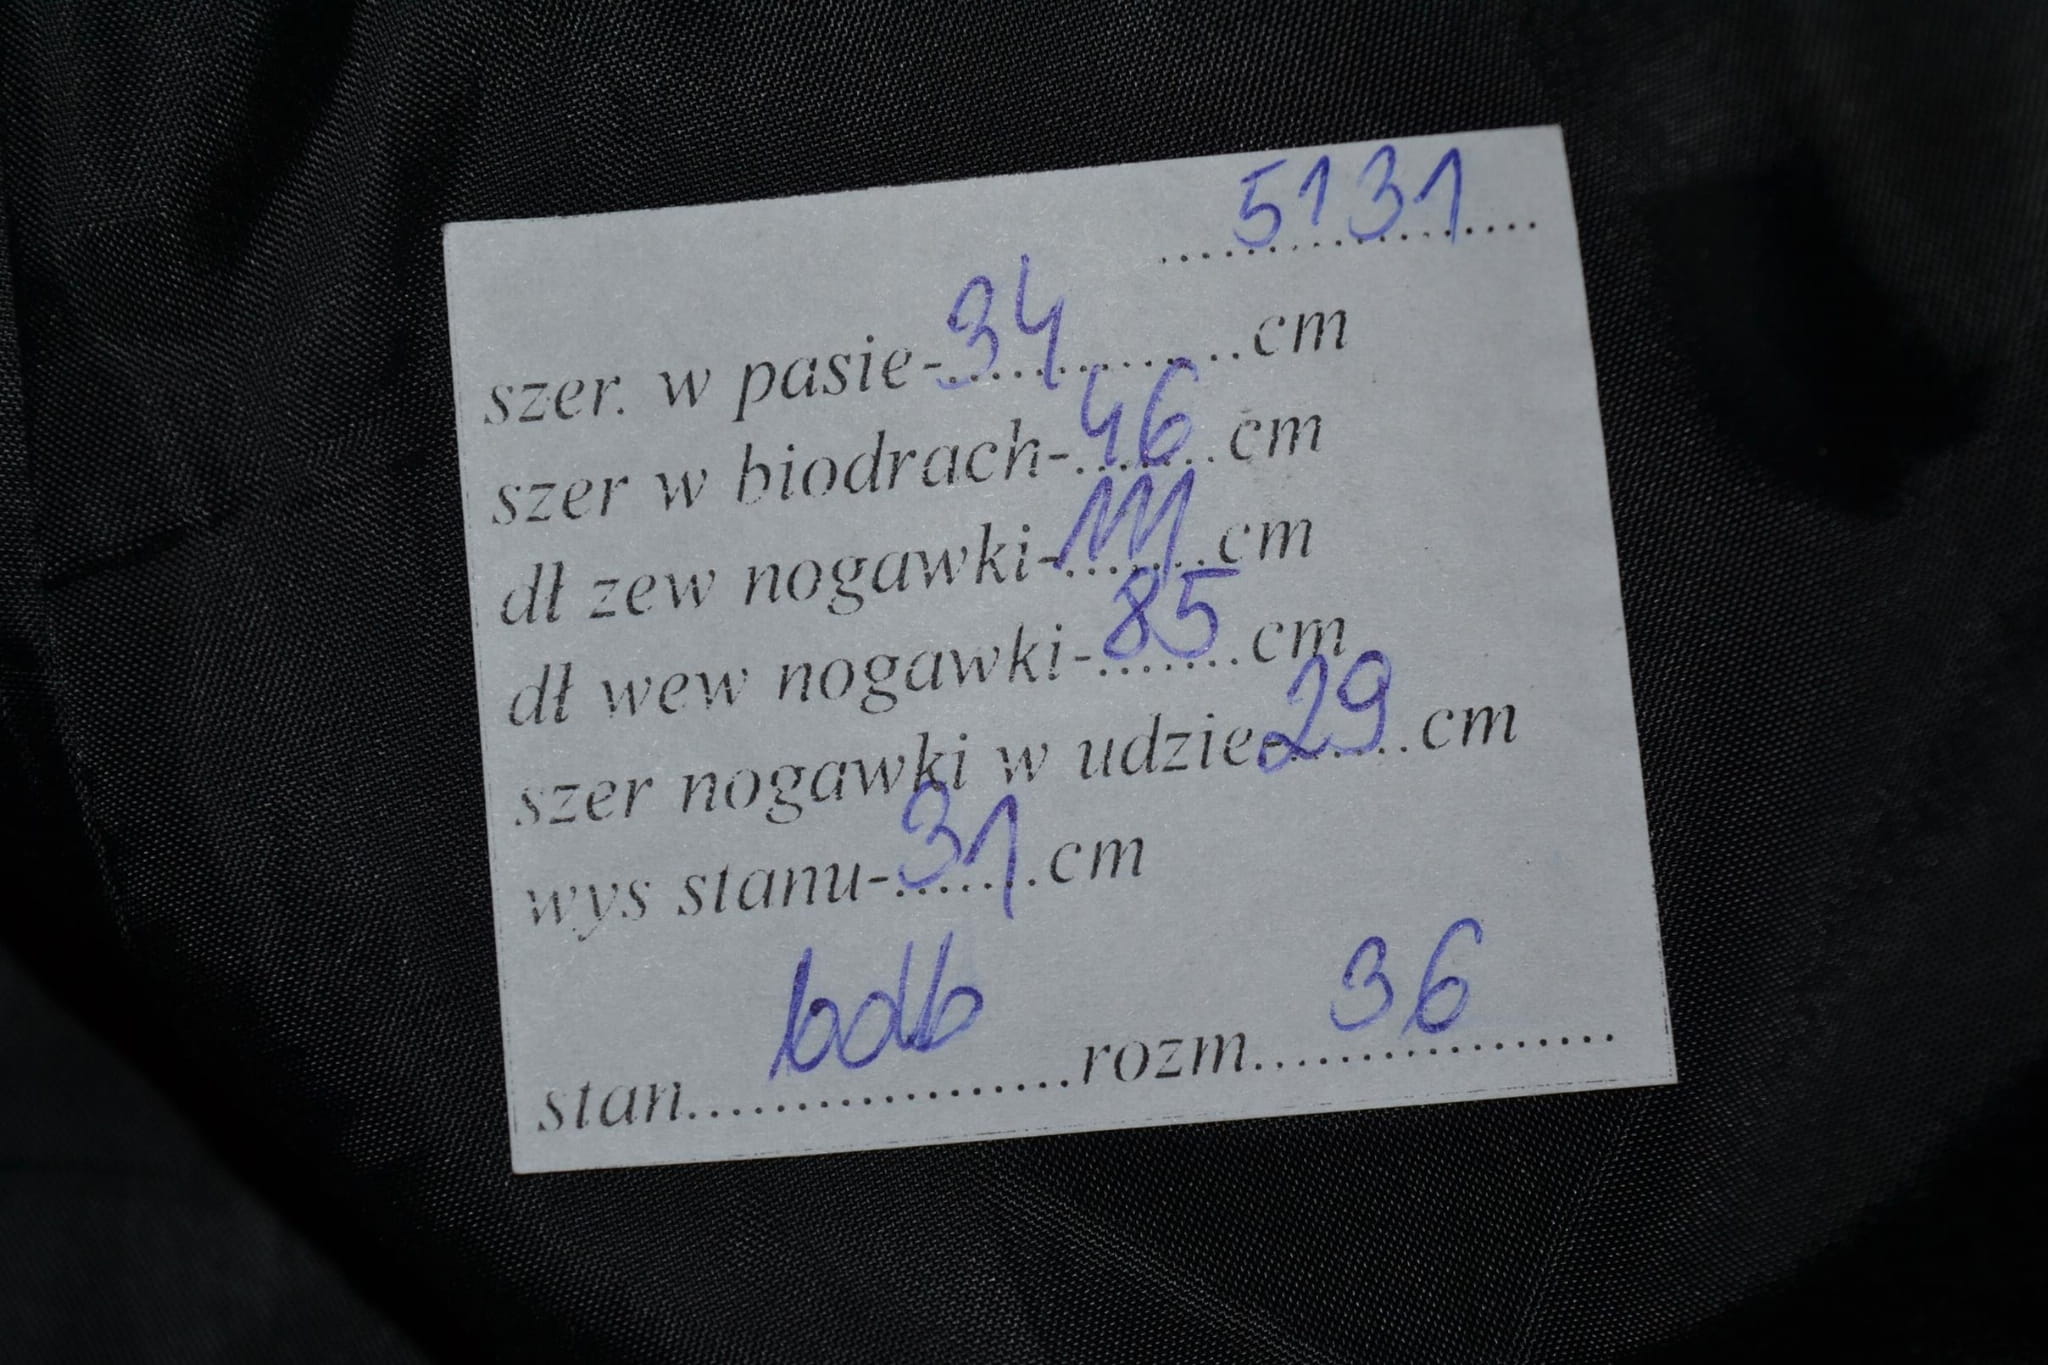 5131
szer. w pasie-34..........cm
szer w biodrach-46.......cm
dł zew nogawki-111.......cm
dł wew nogawki-85.......cm
szer nogawki w udzie-29......cm
wys stanu-31.......cm
stan bdb rozm 36